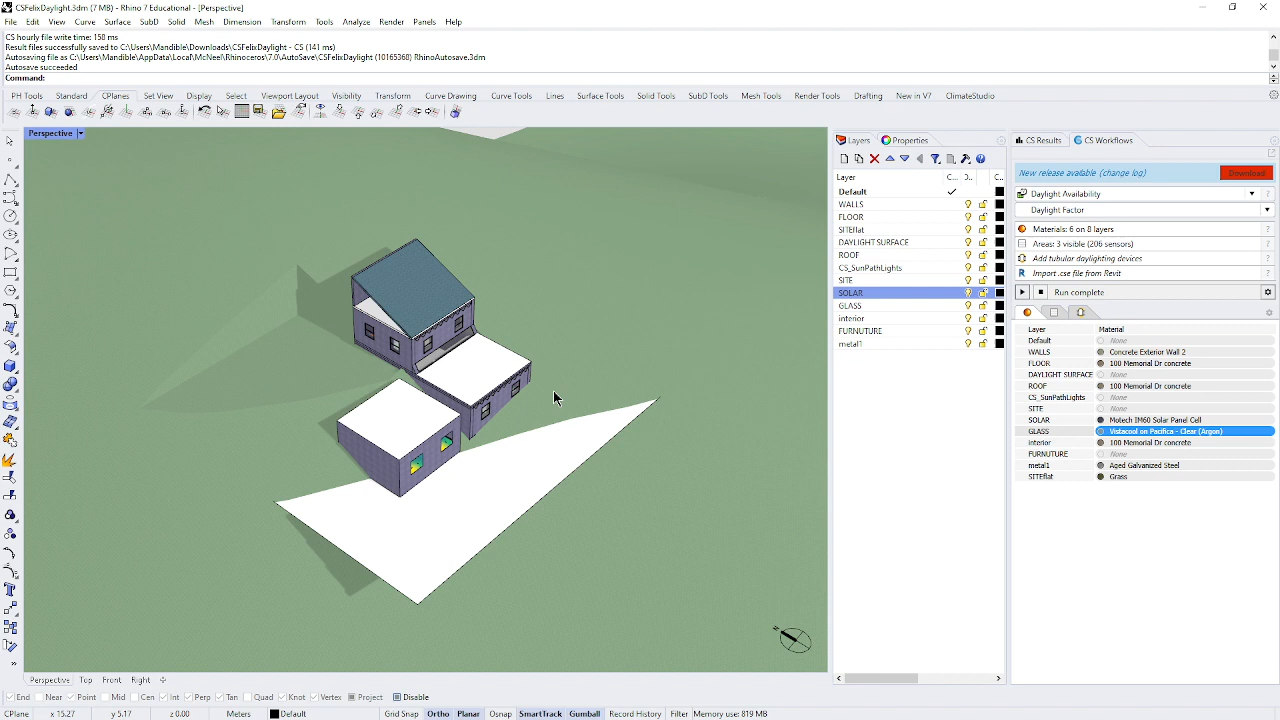 CSFelixDaylight.3dm (7 MB) - Rhino 7 Educational - [Perspective]
File Edit View Curve Surface SubD Solid Mesh Dimension Transform Tools Analyze Render Panels Help
CS hourly file write time: 158 ms
Result files successfully saved to C:\Users\Mandible\Downloads\CSFelixDaylight - CS (141 ms)
Autosaving file as C:\Users\Mandible\AppData\Local\McNeel\Rhinoceros\7.0\AutoSave\CSFelixDaylight (10165368) RhinoAutosave.3dm
Autosave succeeded
Command:
PH Tools Standard CPlanes Set View Display Select Viewport Layout Visibility Transform Curve Drawing Curve Tools Lines Surface Tools Solid Tools SubD Tools Mesh Tools Render Tools Drafting New in V7 ClimateStudio
Perspective
Layers Properties
Layer C... ... C..
Default
WALLS
FLOOR
SITEflat
DAYLIGHT SURFACE
ROOF
CS_SunPathLights
SITE
SOLAR
GLASS
interior
FURNUTURE
metal1
CS Results CS Workflows
New release available (change log) Download
Daylight Availability ?
Daylight Factor
Materials: 6 on 8 layers ?
Areas: 3 visible (206 sensors) ?
Add tubular daylighting devices ?
R Import .cse file from Revit ?
Run complete
Layer Material
Default None
WALLS Concrete Exterior Wall 2
FLOOR 100 Memorial Dr concrete
DAYLIGHT SURFACE None
ROOF 100 Memorial Dr concrete
CS_SunPathLights None
SITE None
SOLAR Motech IM60 Solar Panel Cell
GLASS Vistacool on Pacifica - Clear (Argon)
interior 100 Memorial Dr concrete
FURNUTURE None
metal1 Aged Galvanized Steel
SITEflat Grass
N
Perspective Top Front Right
End Near Point Mid Cen Int Perp Tan Quad Knot Vertex Project Disable
CPlane x 15.27 y 5.17 z 0.00 Meters Default Grid Snap Ortho Planar Osnap SmartTrack Gumball Record History Filter Memory use: 819 MB